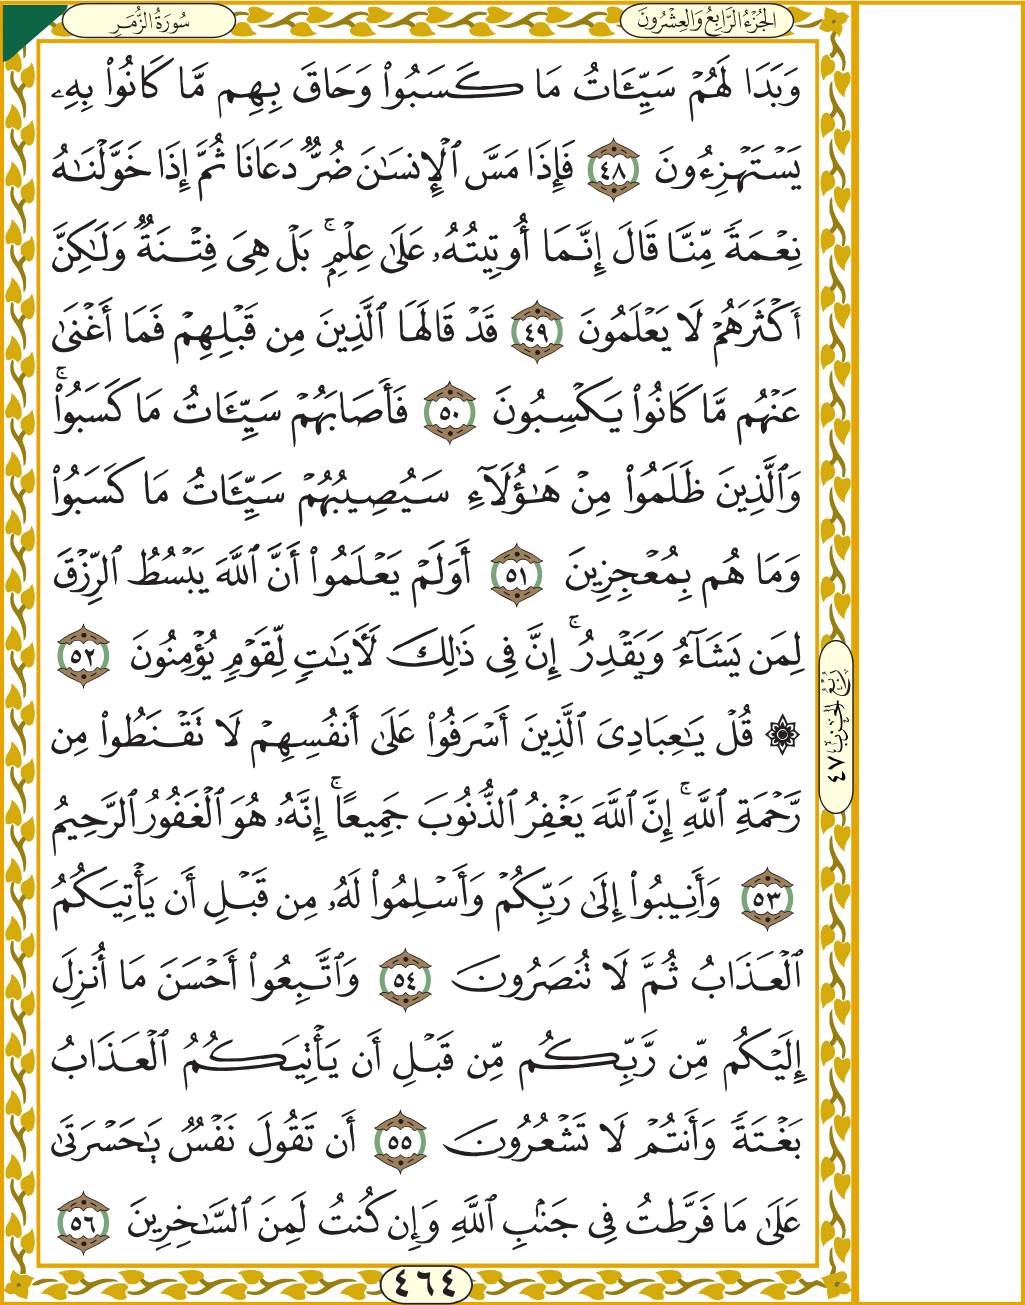 سُورَةُ الزُّمَرِ
الجُزْءُ الرَّابِعُ وَالعِشْرُونَ
وَبَدَا لَهُمْ سَيِّـَٔاتُ مَا كَسَبُوا۟ وَحَاقَ بِهِم مَّا كَانُوا۟ بِهِۦ
يَسْتَهْزِءُونَ ٤٨ فَإِذَا مَسَّ ٱلْإِنسَـٰنَ ضُرٌّ دَعَانَا ثُمَّ إِذَا خَوَّلْنَـٰهُ
نِعْمَةً مِّنَّا قَالَ إِنَّمَآ أُوتِيتُهُۥ عَلَىٰ عِلْمٍۭ ۚ بَلْ هِىَ فِتْنَةٌ وَلَـٰكِنَّ
أَكْثَرَهُمْ لَا يَعْلَمُونَ ٤٩ قَدْ قَالَهَا ٱلَّذِينَ مِن قَبْلِهِمْ فَمَآ أَغْنَىٰ
عَنْهُم مَّا كَانُوا۟ يَكْسِبُونَ ٥٠ فَأَصَابَهُمْ سَيِّـَٔاتُ مَا كَسَبُوا۟ ۚ
وَٱلَّذِينَ ظَلَمُوا۟ مِنْ هَـٰٓؤُلَآءِ سَيُصِيبُهُمْ سَيِّـَٔاتُ مَا كَسَبُوا۟
وَمَا هُم بِمُعْجِزِينَ ٥١ أَوَلَمْ يَعْلَمُوٓا۟ أَنَّ ٱللَّهَ يَبْسُطُ ٱلرِّزْقَ
لِمَن يَشَآءُ وَيَقْدِرُ ۚ إِنَّ فِى ذَٰلِكَ لَـَٔايَـٰتٍ لِّقَوْمٍ يُؤْمِنُونَ ٥٢
۞ قُلْ يَـٰعِبَادِىَ ٱلَّذِينَ أَسْرَفُوا۟ عَلَىٰٓ أَنفُسِهِمْ لَا تَقْنَطُوا۟ مِن
رَّحْمَةِ ٱللَّهِ ۚ إِنَّ ٱللَّهَ يَغْفِرُ ٱلذُّنُوبَ جَمِيعًا ۚ إِنَّهُۥ هُوَ ٱلْغَفُورُ ٱلرَّحِيمُ
٥٣ وَأَنِيبُوٓا۟ إِلَىٰ رَبِّكُمْ وَأَسْلِمُوا۟ لَهُۥ مِن قَبْلِ أَن يَأْتِيَكُمُ
ٱلْعَذَابُ ثُمَّ لَا تُنصَرُونَ ٥٤ وَٱتَّبِعُوٓا۟ أَحْسَنَ مَآ أُنزِلَ
إِلَيْكُم مِّن رَّبِّكُم مِّن قَبْلِ أَن يَأْتِيَكُمُ ٱلْعَذَابُ
بَغْتَةً وَأَنتُمْ لَا تَشْعُرُونَ ٥٥ أَن تَقُولَ نَفْسٌ يَـٰحَسْرَتَىٰ
عَلَىٰ مَا فَرَّطتُ فِى جَنۢبِ ٱللَّهِ وَإِن كُنتُ لَمِنَ ٱلسَّـٰخِرِينَ ٥٦
رُبْعُ الحِزْبِ ٤٧
٤٦٤